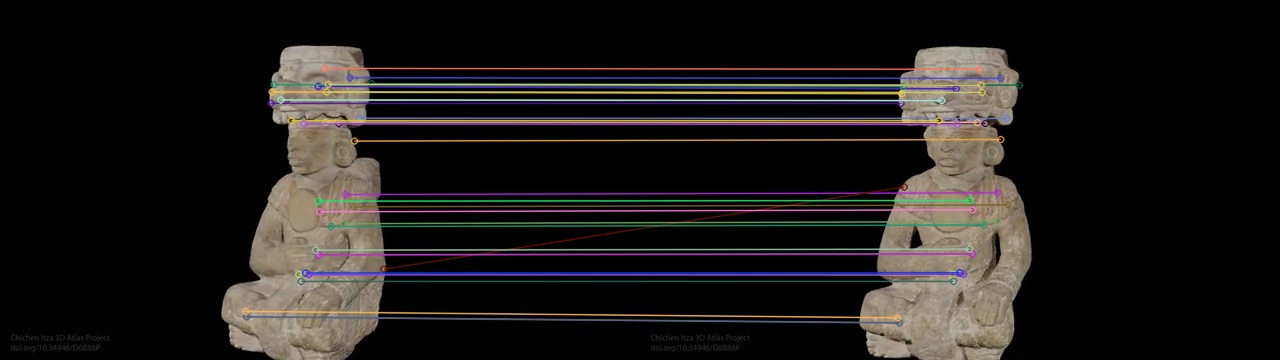 Chichen Itza 3D Atlas Project
doi.org/10.34946/D6B88P
Chichen Itza 3D Atlas Project
doi.org/10.34946/D6B88P